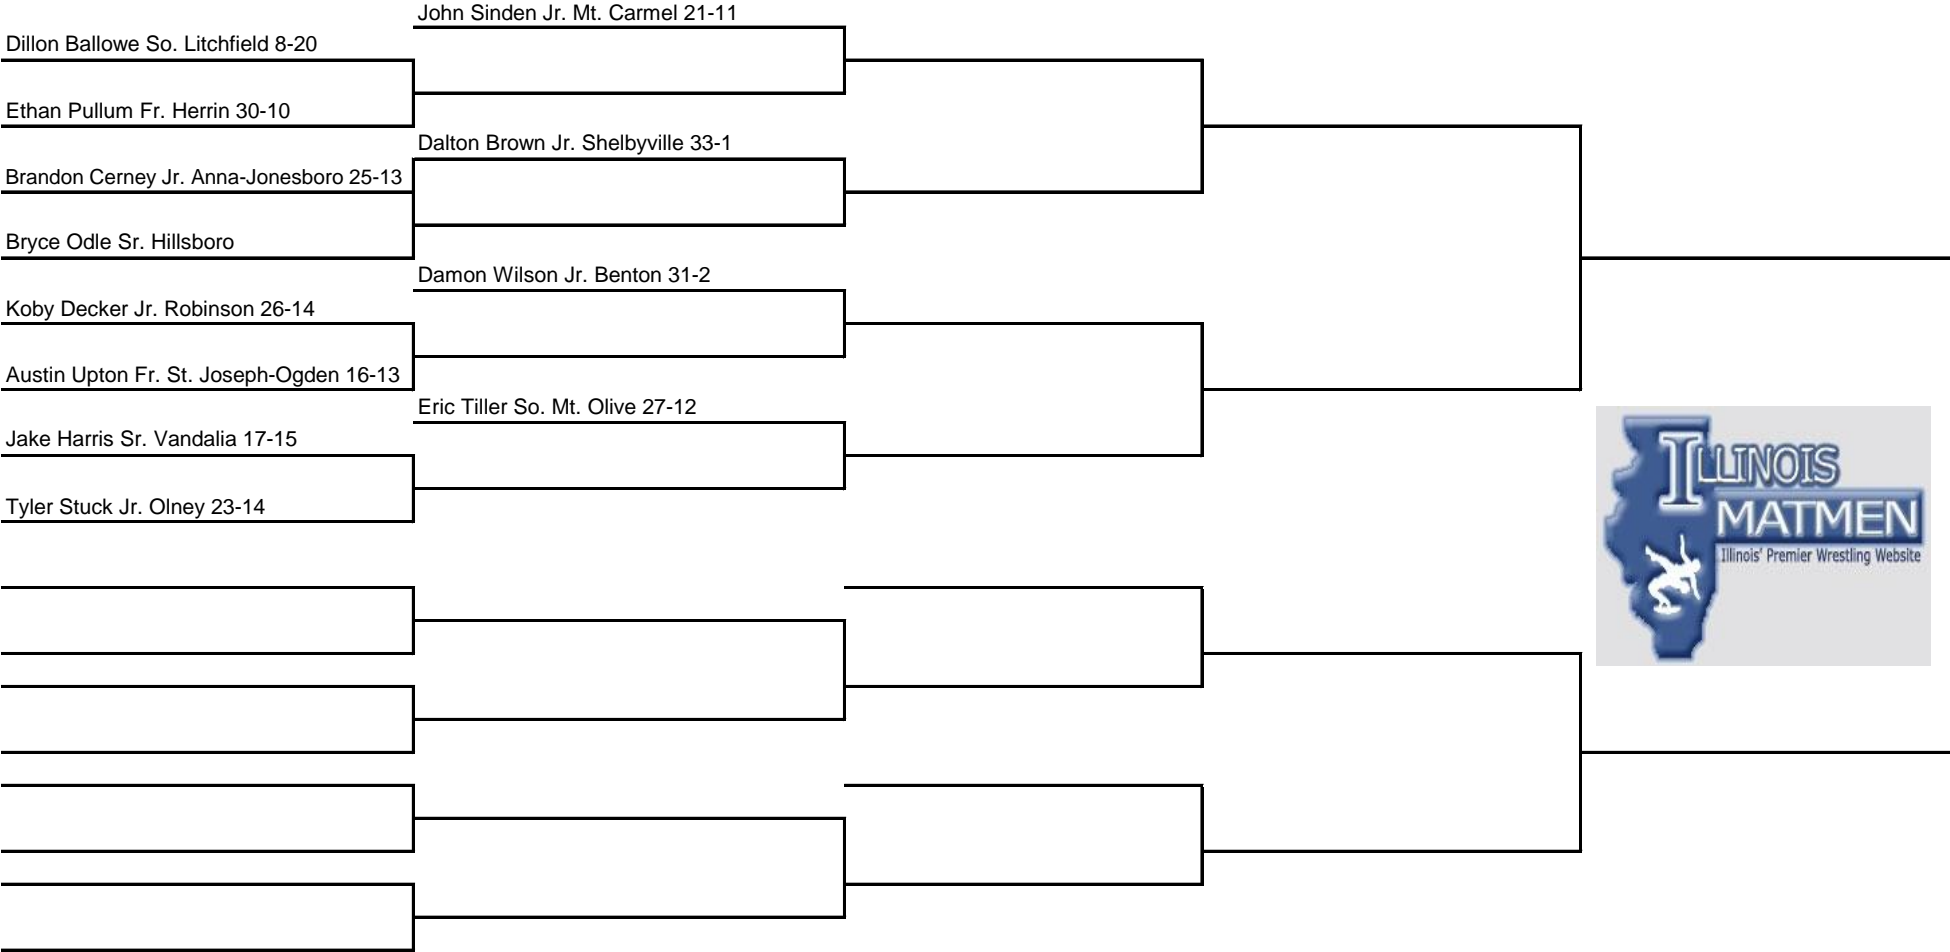 John Sinden Jr. Mt. Carmel 21-11
Dillon Ballowe So. Litchfield 8-20
Ethan Pullum Fr. Herrin 30-10
Dalton Brown Jr. Shelbyville 33-1
Brandon Cerney Jr. Anna-Jonesboro 25-13
Bryce Odle Sr. Hillsboro
Damon Wilson Jr. Benton 31-2
Koby Decker Jr. Robinson 26-14
Austin Upton Fr. St. Joseph-Ogden 16-13
Eric Tiller So. Mt. Olive 27-12
Jake Harris Sr. Vandalia 17-15
Tyler Stuck Jr. Olney 23-14
ILLINOIS
MATMEN
Illinois' Premier Wrestling Website